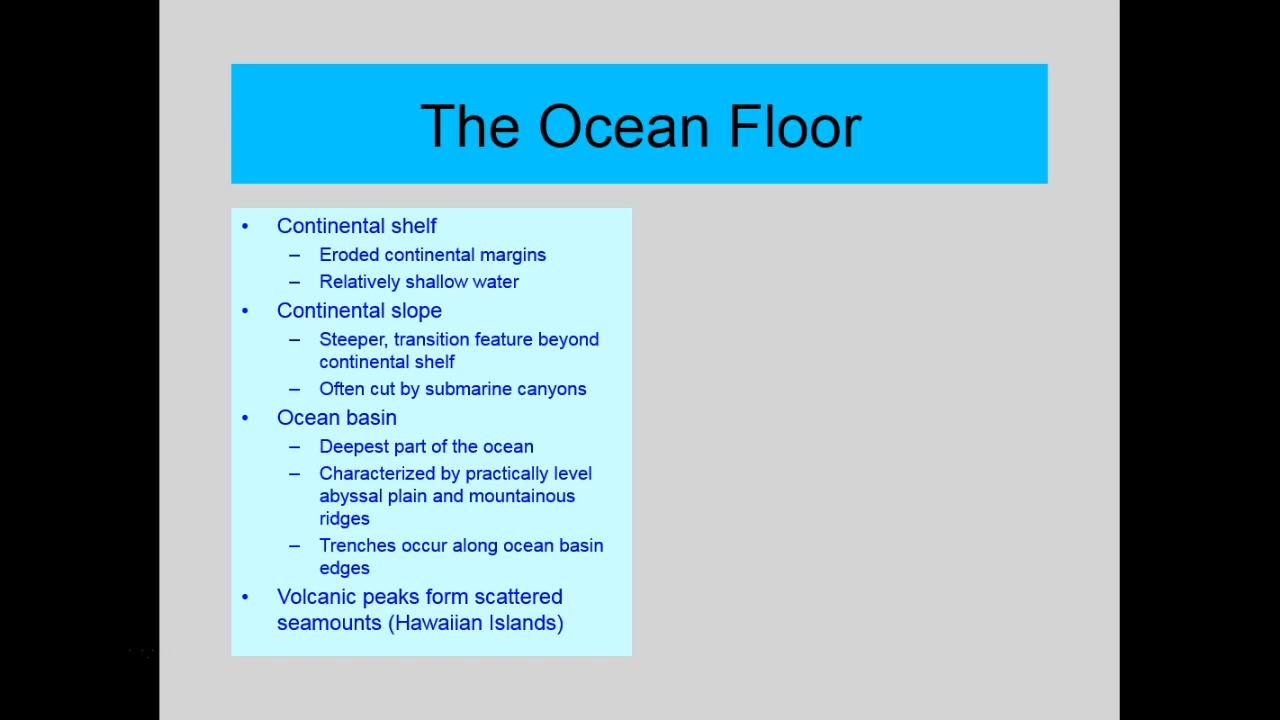 The Ocean Floor
• Continental shelf
– Eroded continental margins
– Relatively shallow water
• Continental slope
– Steeper, transition feature beyond
continental shelf
– Often cut by submarine canyons
• Ocean basin
– Deepest part of the ocean
– Characterized by practically level
abyssal plain and mountainous
ridges
– Trenches occur along ocean basin
edges
• Volcanic peaks form scattered
seamounts (Hawaiian Islands)